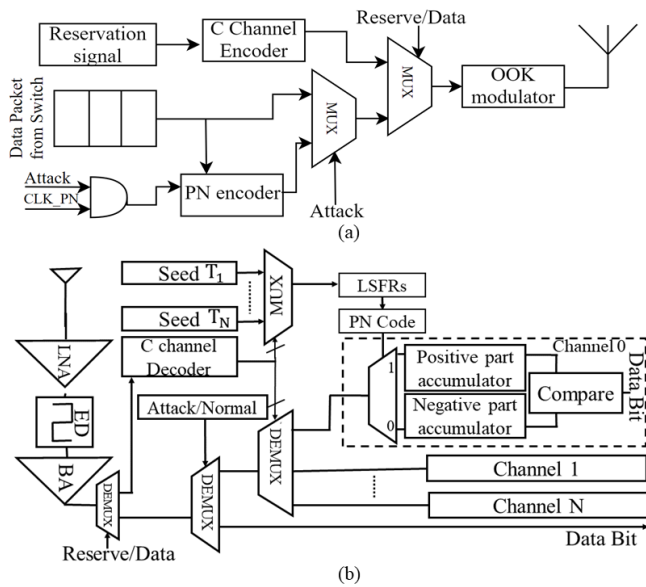 Reserve/Data
Reservation
signal
C Channel
Encoder
MUX
OOK
modulator
Data Packet
from Switch
MUX
Attack
CLK_PN
PN encoder
Attack
(a)
Seed T1
Seed TN
MUX
LSFRs
PN Code
C channel
Decoder
Attack/Normal
LNA
ED
BA
DEMUX
Reserve/Data
DEMUX
DEMUX
1
0
Positive part
accumulator
Negative part
accumulator
Channel 0
Compare
Data Bit
Channel 1
Channel N
Data Bit
(b)